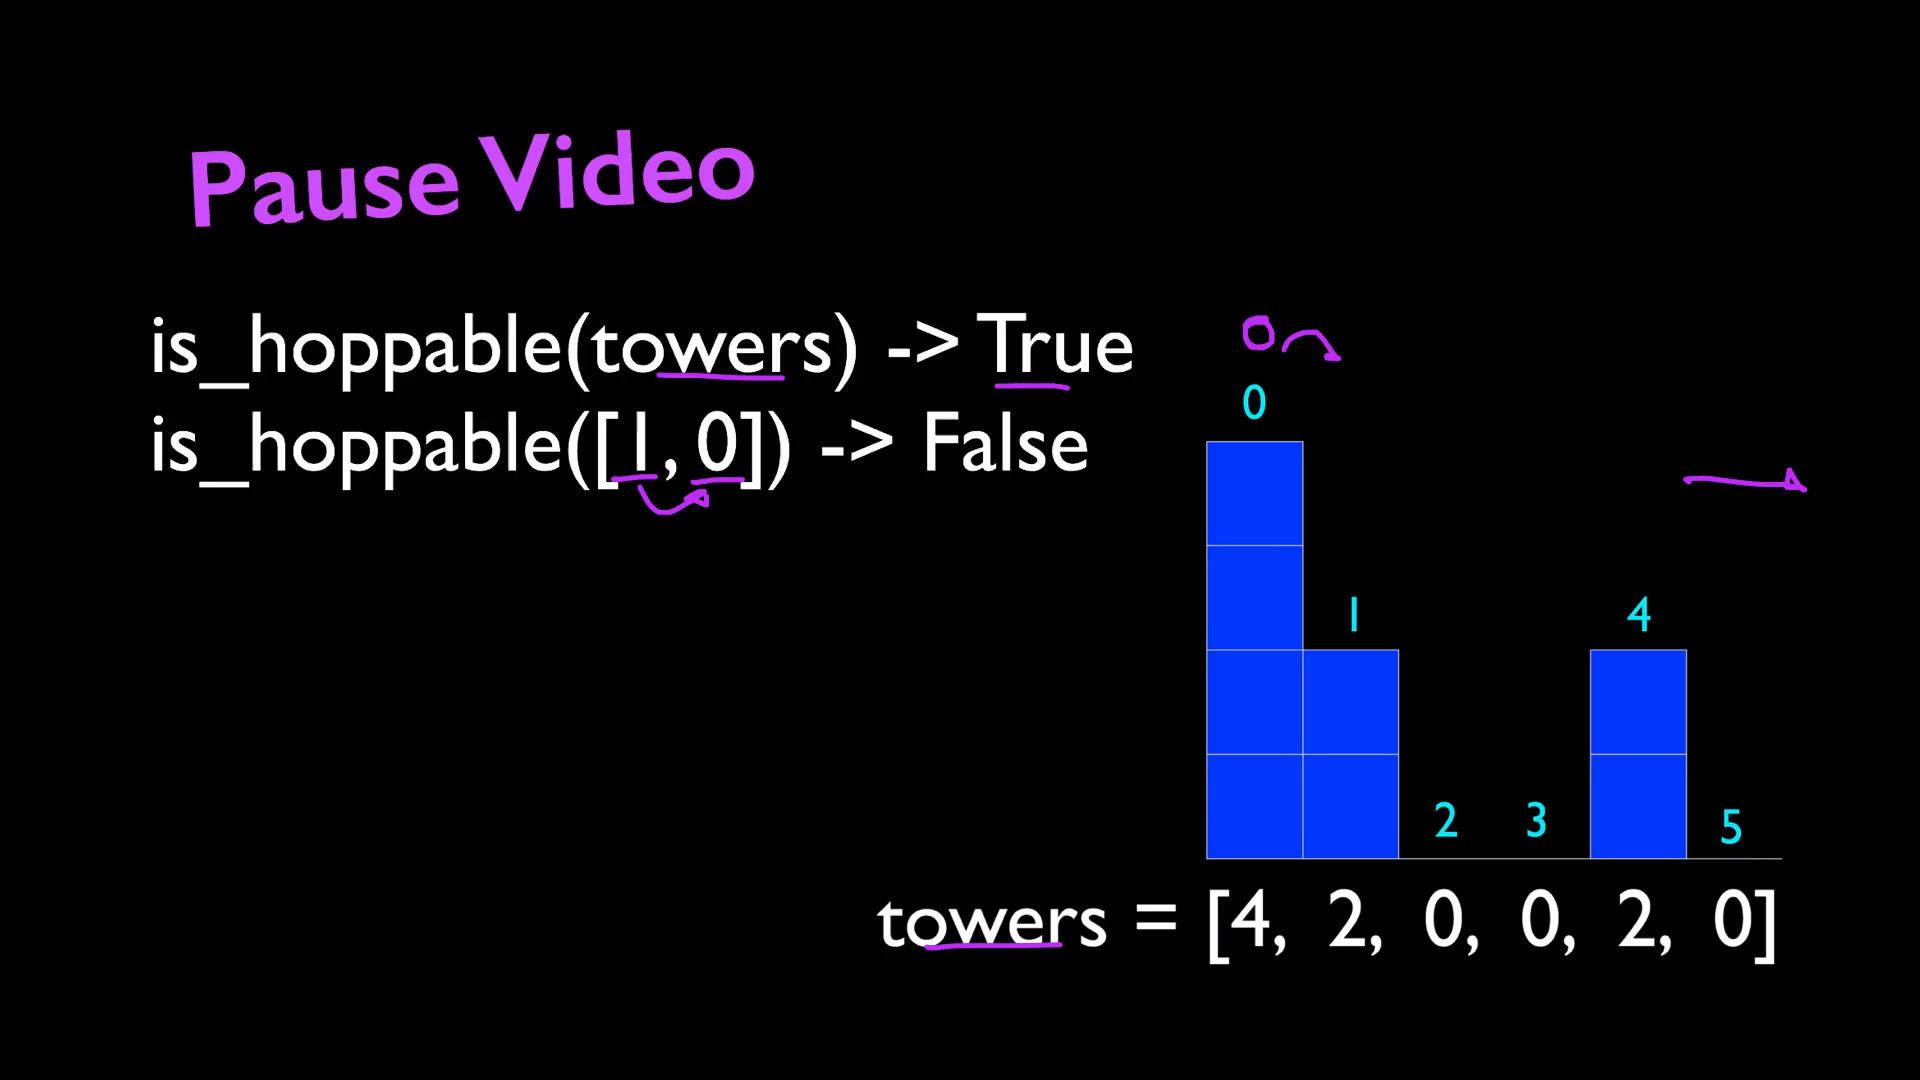 Pause Video
is_hoppable(towers) -> True
is_hoppable([1, 0]) -> False
0
1
4
2
3
5
towers = [4, 2, 0, 0, 2, 0]